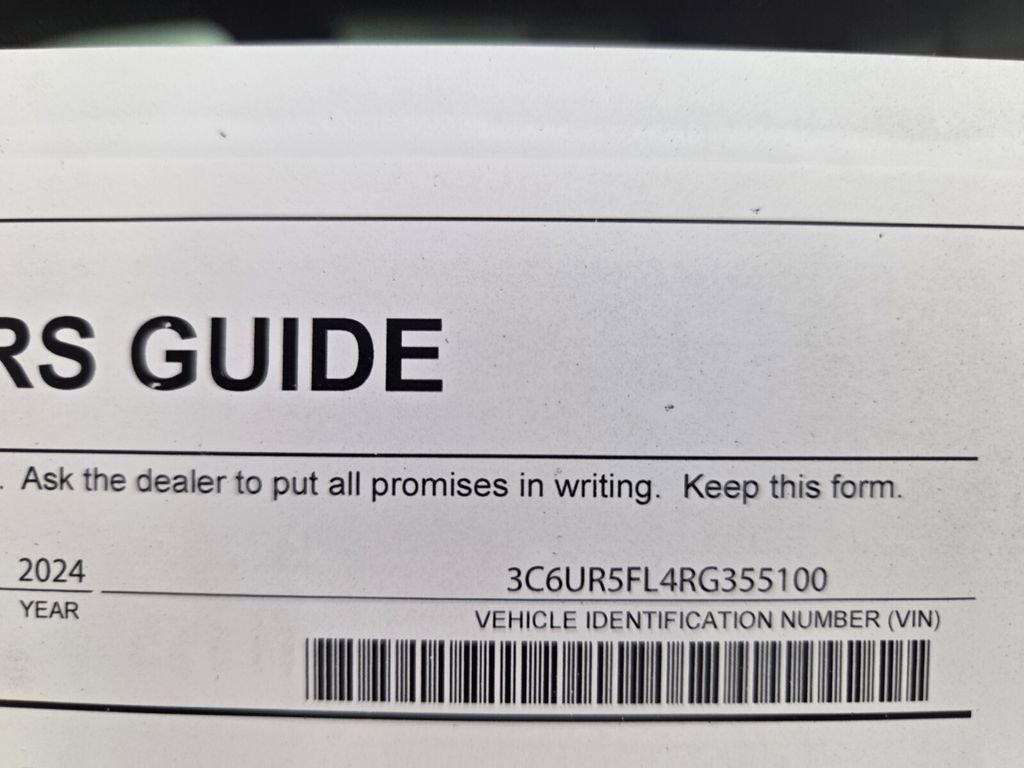 RS GUIDE
. Ask the dealer to put all promises in writing. Keep this form.
2024 3C6UR5FL4RG355100
YEAR VEHICLE IDENTIFICATION NUMBER (VIN)